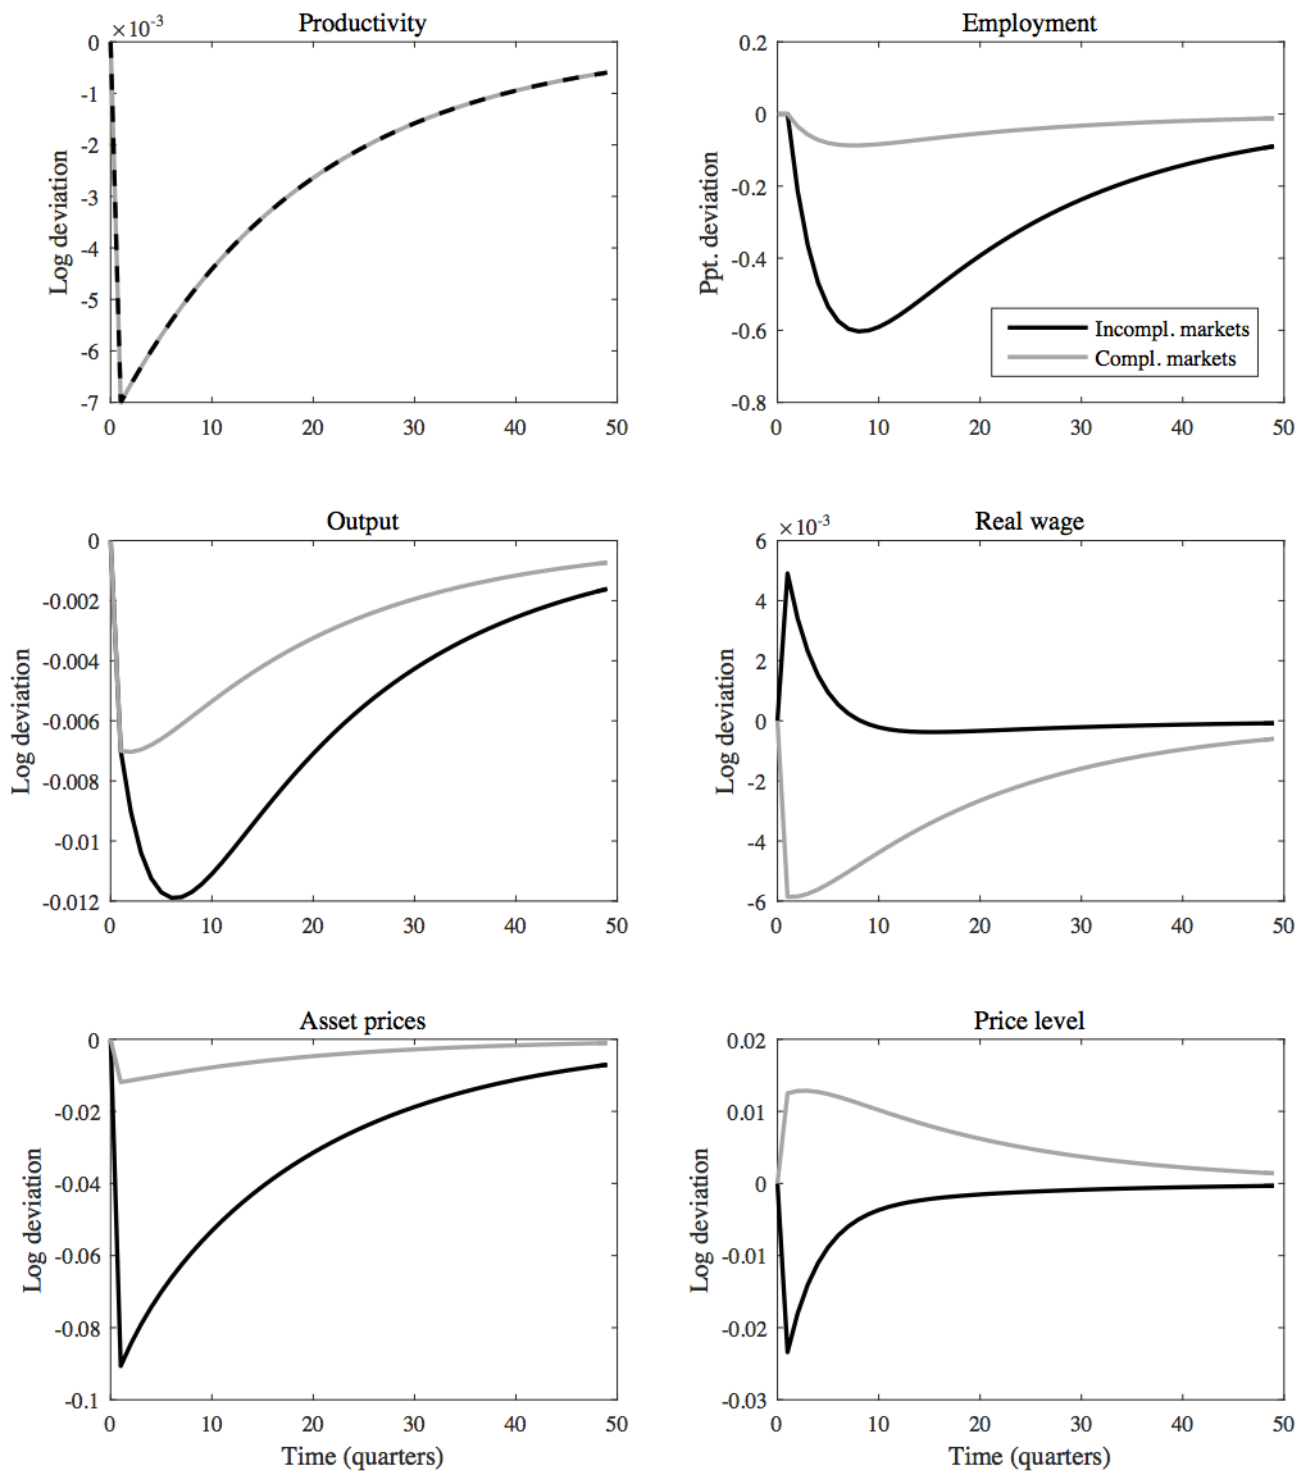 Productivity
×10-3
0
-1
-2
-3
-4
-5
-6
-7
Log deviation
0 10 20 30 40 50
Employment
0.2
0
-0.2
-0.4
-0.6
-0.8
Ppt. deviation
Incompl. markets
Compl. markets
0 10 20 30 40 50
Output
0
-0.002
-0.004
-0.006
-0.008
-0.01
-0.012
Log deviation
0 10 20 30 40 50
Real wage
×10-3
6
4
2
0
-2
-4
-6
Log deviation
0 10 20 30 40 50
Asset prices
0
-0.02
-0.04
-0.06
-0.08
-0.1
Log deviation
0 10 20 30 40 50
Time (quarters)
Price level
0.02
0.01
0
-0.01
-0.02
-0.03
Log deviation
0 10 20 30 40 50
Time (quarters)